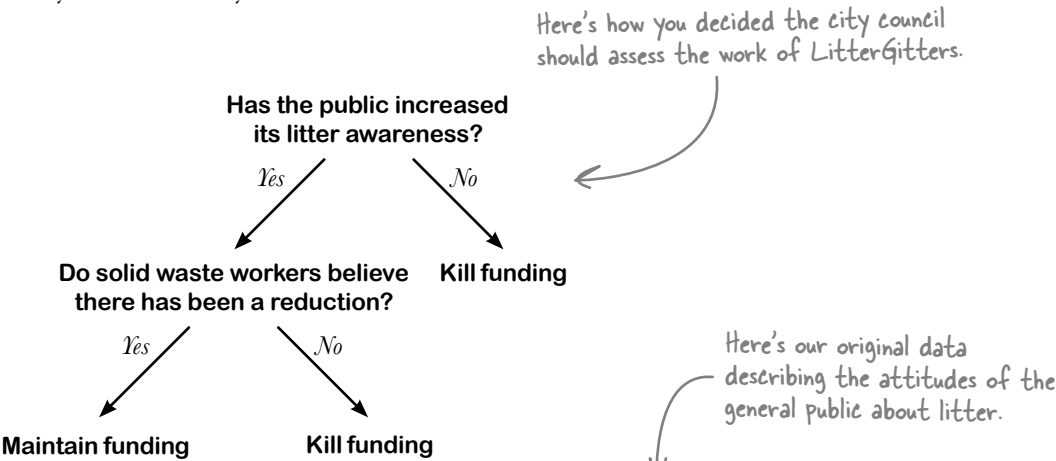 Here's how you decided the city council
should assess the work of LitterGitters.
Has the public increased
its litter awareness?
Yes
No
Do solid waste workers believe
there has been a reduction?
Kill funding
Yes
No
Here's our original data
describing the attitudes of the
general public about litter.
Maintain funding
Kill funding